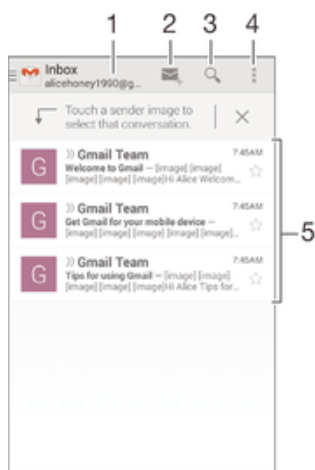 1 2 3 4
Inbox
alicehoney1990@g...
Touch a sender image to
select that conversation.
G
Gmail Team 7:45AM
Welcome to Gmail – [image] [image]
[image] [image] [image]Hi Alice Welcom...
G
Gmail Team 7:45AM
Get Gmail for your mobile device –
[image] [image] [image] [image] [image]...
5
G
Gmail Team 7:45AM
Tips for using Gmail – [image] [image]
[image] [image] [image]Hi Alice Tips for...